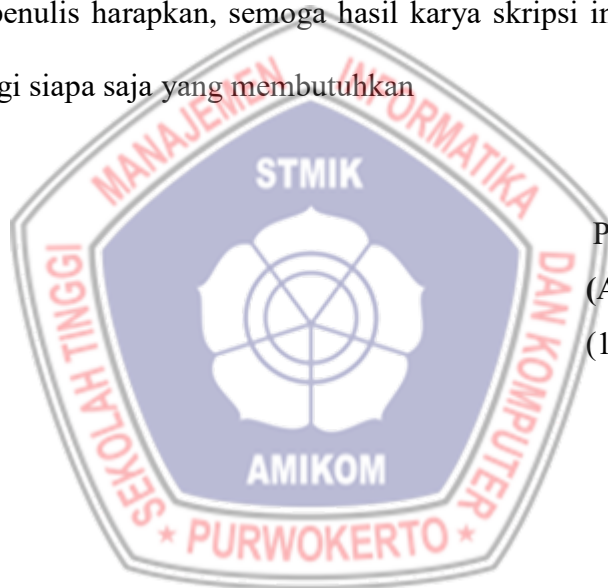 penulis harapkan, semoga hasil karya skripsi in
gi siapa saja yang membutuhkan
SEKOLAH TINGGI MANAJEMEN INFORMATIKA DAN KOMPUTER
STMIK
P
(A
(1
AMIKOM
* PURWOKERTO *